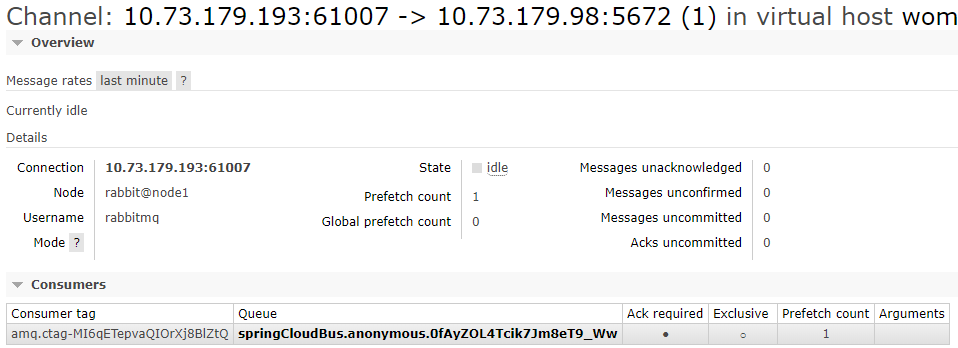 Channel: 10.73.179.193:61007 -> 10.73.179.98:5672 (1) in virtual host wom
Overview
Message rates last minute ?
Currently idle
Details
Connection 10.73.179.193:61007 State idle Messages unacknowledged 0
Node rabbit@node1 Prefetch count 1 Messages unconfirmed 0
Username rabbitmq Global prefetch count 0 Messages uncommitted 0
Mode ? Acks uncommitted 0
Consumers
Consumer tag Queue Ack required Exclusive Prefetch count Arguments
amq.ctag-MI6qETepvaQIOrXj8BlZtQ springCloudBus.anonymous.0fAyZOL4Tcik7Jm8eT9_Ww ● ○ 1